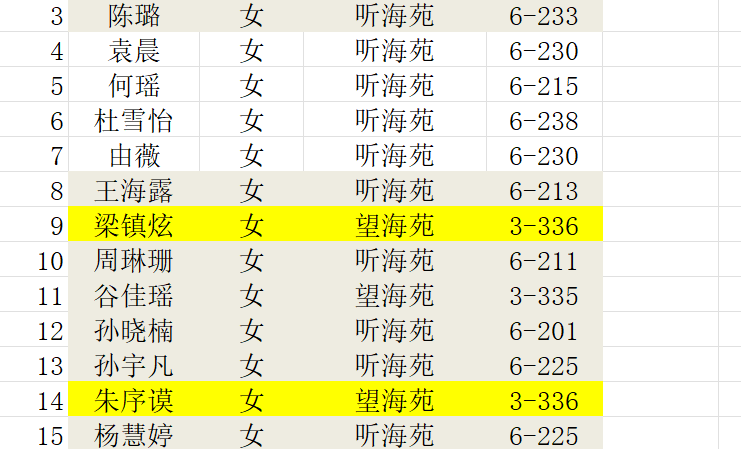 3 陈璐 女 听海苑 6-233
4 袁晨 女 听海苑 6-230
5 何瑶 女 听海苑 6-215
6 杜雪怡 女 听海苑 6-238
7 由薇 女 听海苑 6-230
8 王海露 女 听海苑 6-213
9 梁镇炫 女 望海苑 3-336
10 周琳珊 女 听海苑 6-211
11 谷佳瑶 女 望海苑 3-335
12 孙晓楠 女 听海苑 6-201
13 孙宇凡 女 听海苑 6-225
14 朱序谟 女 望海苑 3-336
15 杨慧婷 女 听海苑 6-225